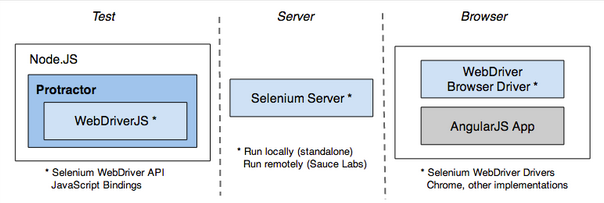 Test
Server
Browser
Node.JS
Protractor
WebDriverJS *
* Selenium WebDriver API
JavaScript Bindings
Selenium Server *
* Run locally (standalone)
Run remotely (Sauce Labs)
WebDriver
Browser Driver *
AngularJS App
* Selenium WebDriver Drivers
Chrome, other implementations